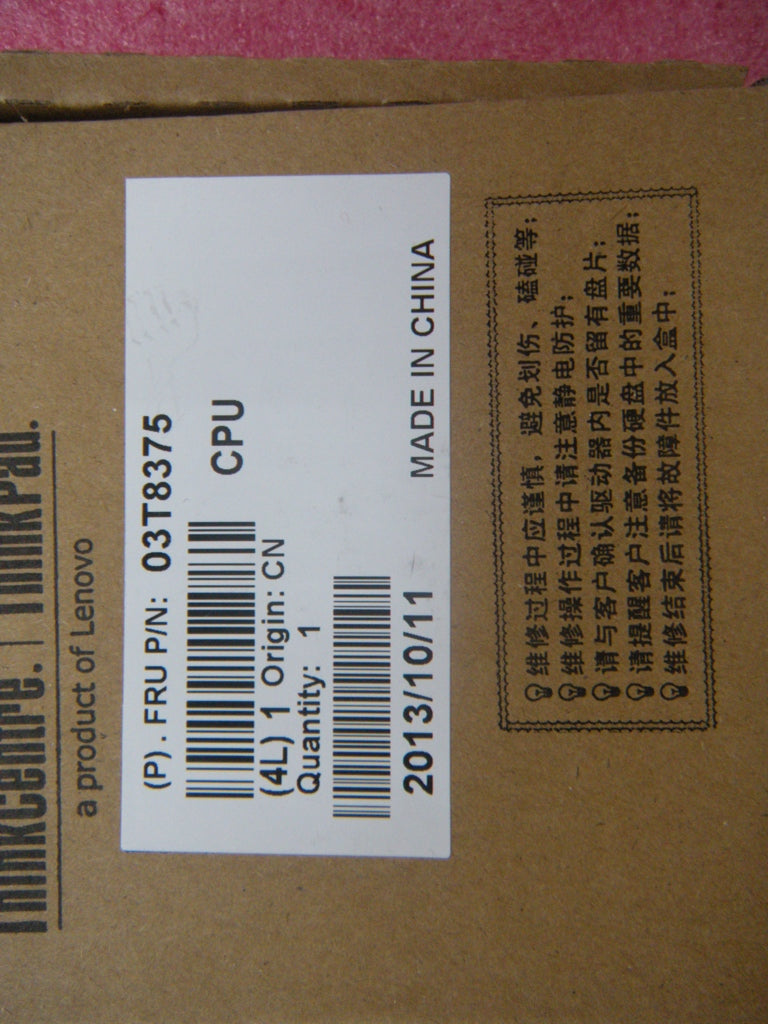 ThinkCentre. | ThinkPad.
a product of Lenovo
(P). FRU P/N: 03T8375
CPU
(4L) 1 Origin: CN
Quantity: 1
2013/10/11
MADE IN CHINA
维修过程中应谨慎，避免划伤、磕碰等；
维修操作过程中请注意静电防护；
请与客户确认驱动器内是否留有盘片；
请提醒客户注意备份硬盘中的重要数据；
维修结束后请将故障件放入盒中；